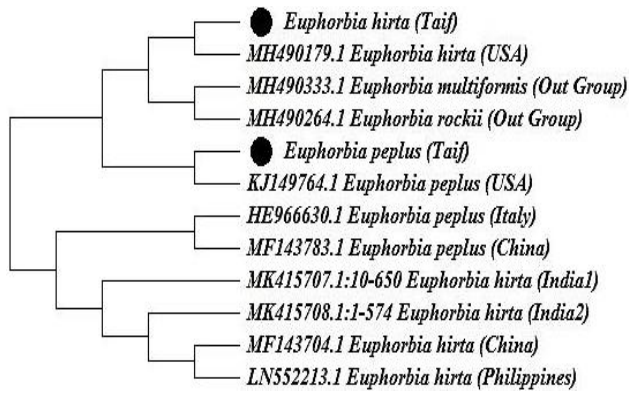 Euphorbia hirta (Taif)
MH490179.1 Euphorbia hirta (USA)
MH490333.1 Euphorbia multiformis (Out Group)
MH490264.1 Euphorbia rockii (Out Group)
Euphorbia peplus (Taif)
KJ149764.1 Euphorbia peplus (USA)
HE966630.1 Euphorbia peplus (Italy)
MF143783.1 Euphorbia peplus (China)
MK415707.1:10-650 Euphorbia hirta (India1)
MK415708.1:1-574 Euphorbia hirta (India2)
MF143704.1 Euphorbia hirta (China)
LN552213.1 Euphorbia hirta (Philippines)